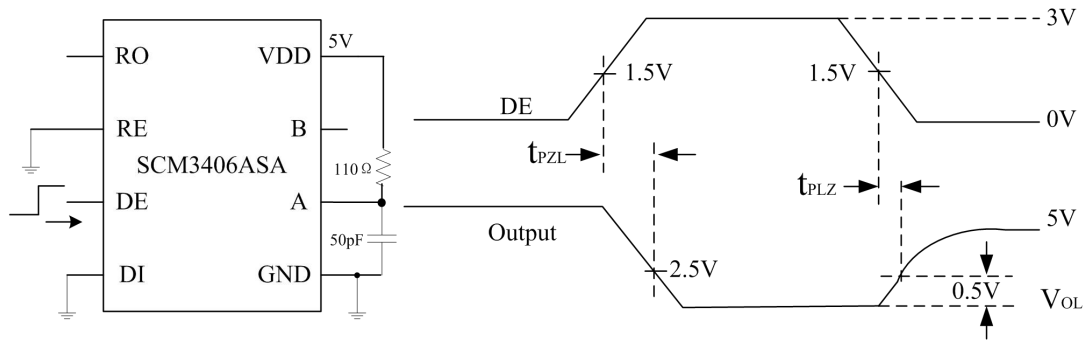 RO
VDD
5V
RE
B
SCM3406ASA
110Ω
DE
A
50pF
DI
GND
3V
1.5V
1.5V
DE
0V
tPZL
tPLZ
5V
Output
2.5V
0.5V
VOL